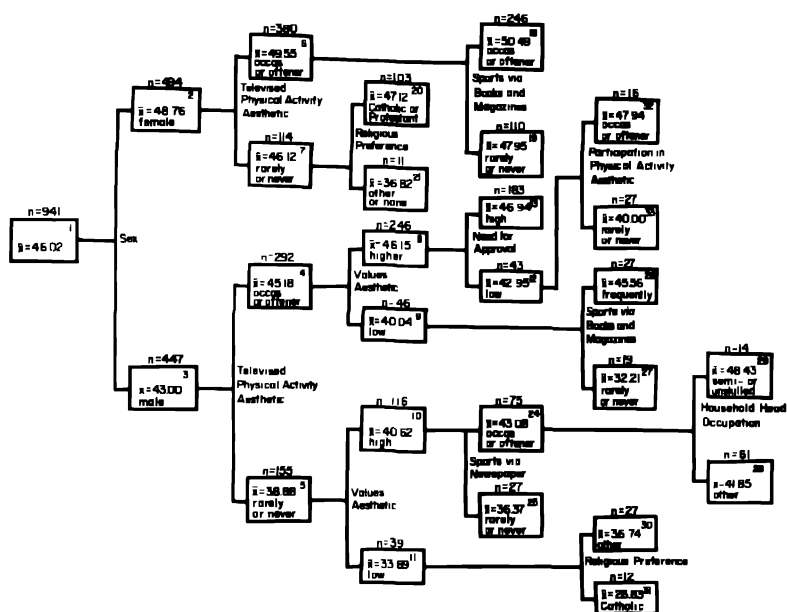 n=941
1
x̄=46.02
Sex
n=494
2
x̄=48.76
female
n=447
3
x=43.00
male
Televised
Physical Activity
Aesthetic
n=380
6
x̄=49.55
occas
or oftener
n=114
7
x̄=46.12
rarely
or never
Religious
Preference
n=103
20
x̄=47.12
Catholic or
Protestant
n=11
21
x̄=36.82
other
or none
Sports via
Books and
Magazines
n=246
18
x̄=50.49
occas
or oftener
n=110
19
x̄=47.95
rarely
or never
Televised
Physical Activity
Aesthetic
n=292
4
x̄=45.18
occas
or oftener
n=155
5
x̄=38.88
rarely
or never
Values
Aesthetic
n=246
8
x-46.15
higher
n-46
9
x̄=40.04
low
Need for
Approval
n=183
x̄=46.94
high
n=43
12
x̄=42.95
low
Participation in
Physical Activity
Aesthetic
n=16
32
x̄=47.94
occas
or oftener
n=27
33
x̄=40.00
rarely
or never
Sports via
Books and
Magazines
n=27
x̄=45.56
frequently
n=19
27
x̄=32.21
rarely
or never
Values
Aesthetic
n-116
10
x̄=40.62
high
n=39
11
x̄=33.89
low
Sports via
Newspaper
n=75
24
x̄=43.08
occas
or oftener
n=27
25
x̄=36.37
rarely
or never
Household Head
Occupation
n-14
x̄=48.43
semi- or
unskilled
n=61
x-41.85
other
Religious Preference
n=27
30
x̄=36.74
other
n=12
31
x̄=26.83
Catholic